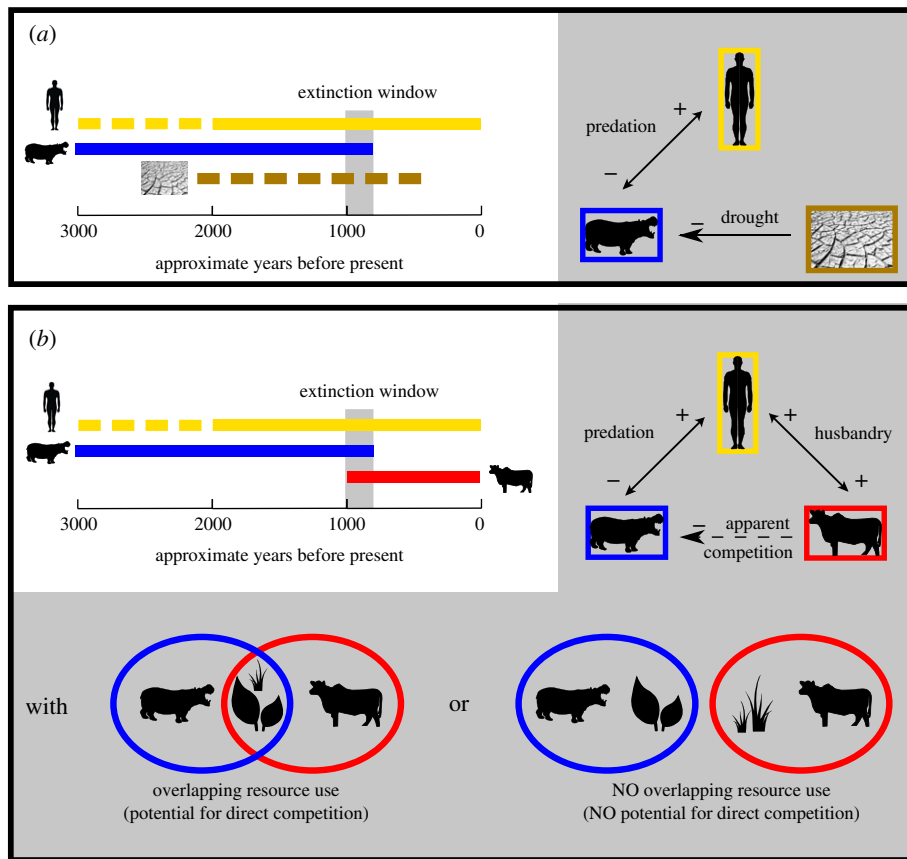 (a)
extinction window
3000 2000 1000 0
approximate years before present
+
predation
−
− drought
(b)
extinction window
3000 2000 1000 0
approximate years before present
+ +
predation husbandry
− +
− apparent
competition
with
or
overlapping resource use
(potential for direct competition)
NO overlapping resource use
(NO potential for direct competition)